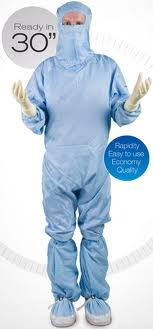 Ready in
30”
Rapidity
Easy to use
Economy
Quality